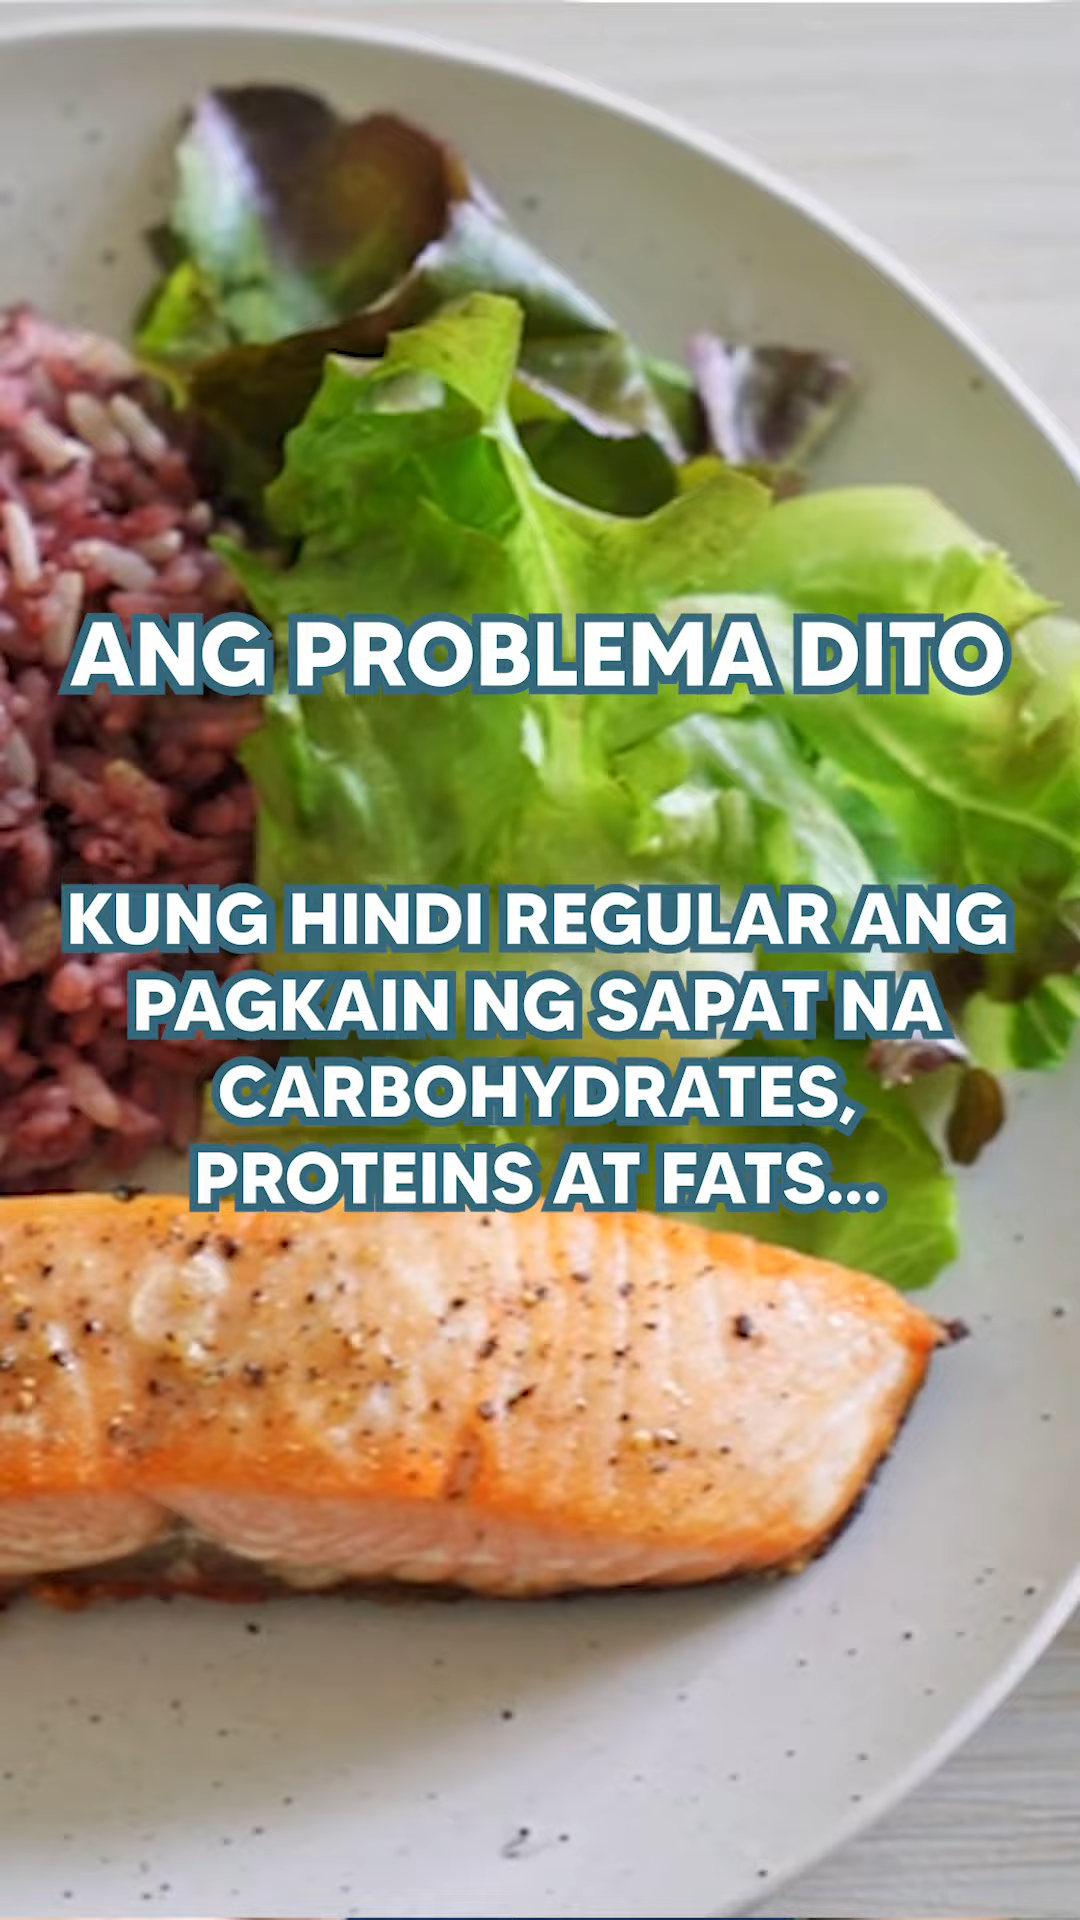 ANG PROBLEMA DITO
KUNG HINDI REGULAR ANG
PAGKAIN NG SAPAT NA
CARBOHYDRATES,
PROTEINS AT FATS...